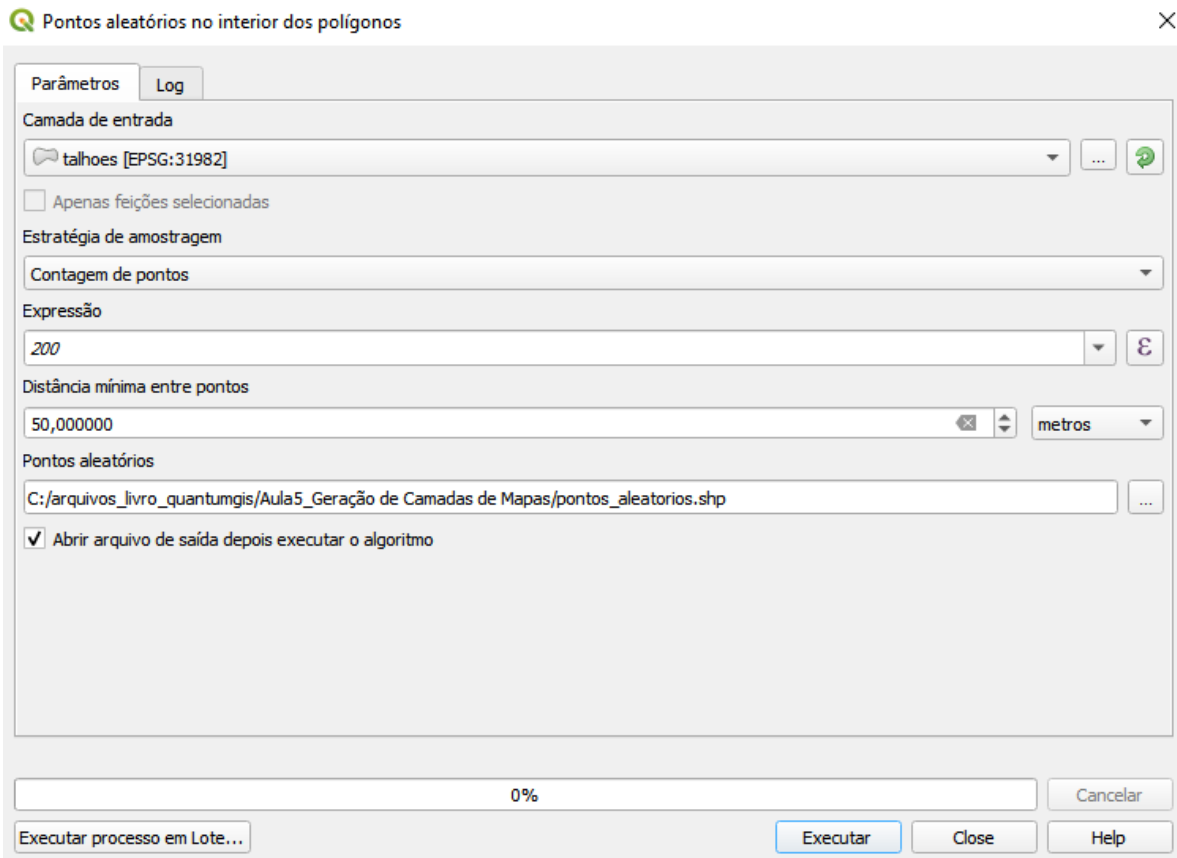 Pontos aleatórios no interior dos polígonos
Parâmetros
Log
Camada de entrada
talhoes [EPSG:31982]
...
Apenas feições selecionadas
Estratégia de amostragem
Contagem de pontos
Expressão
200
ε
Distância mínima entre pontos
50,000000
metros
Pontos aleatórios
C:/arquivos_livro_quantumgis/Aula5_Geração de Camadas de Mapas/pontos_aleatorios.shp
...
Abrir arquivo de saída depois executar o algoritmo
0%
Cancelar
Executar processo em Lote...
Executar
Close
Help